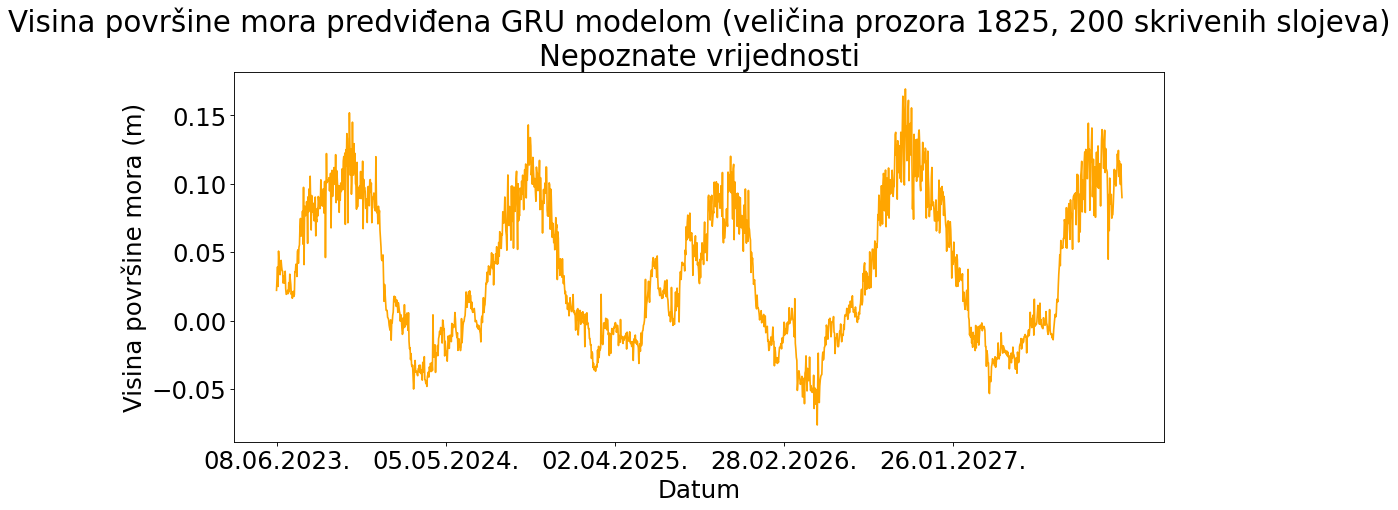 Visina površine mora predviđena GRU modelom (veličina prozora 1825, 200 skrivenih slojeva)
Nepoznate vrijednosti
Visina površine mora (m)
0.15
0.10
0.05
0.00
−0.05
08.06.2023. 05.05.2024. 02.04.2025. 28.02.2026. 26.01.2027.
Datum